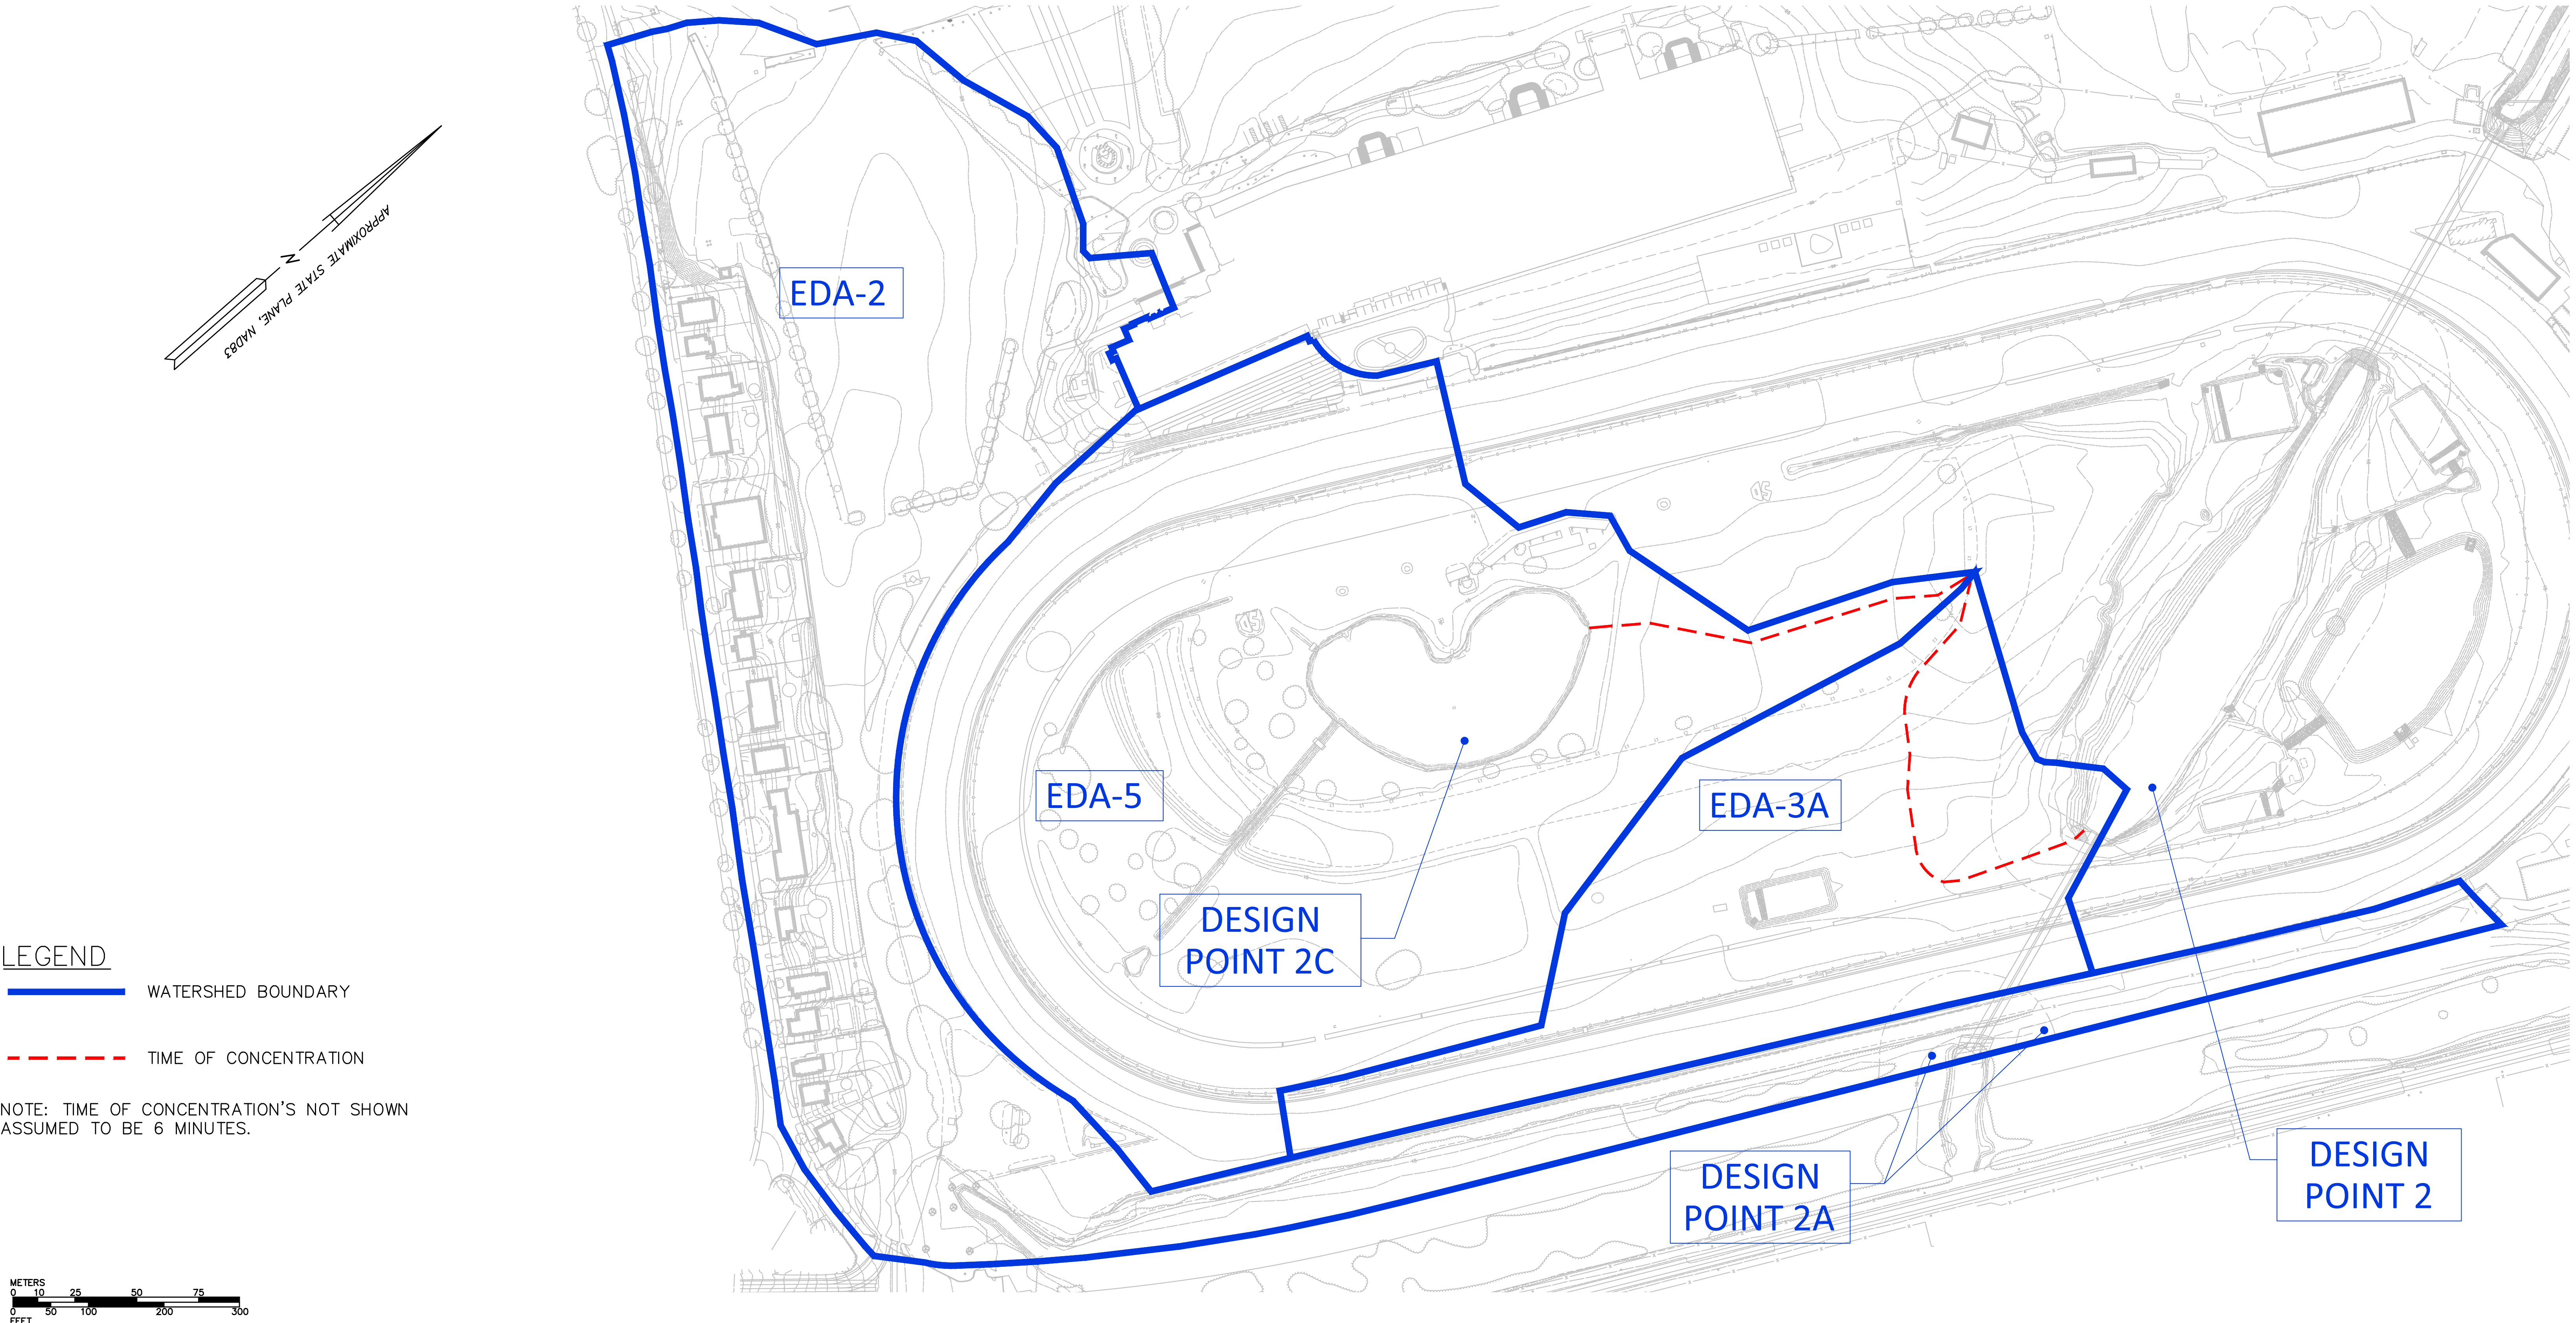 N
APPROXIMATE STATE PLANE, NAD83
EDA-2
EDA-5
EDA-3A
DESIGN
POINT 2C
DESIGN
POINT 2A
DESIGN
POINT 2
LEGEND
WATERSHED BOUNDARY
TIME OF CONCENTRATION
NOTE: TIME OF CONCENTRATION'S NOT SHOWN
ASSUMED TO BE 6 MINUTES.
METERS
0 10 25 50 75
0 50 100 200 300
FEET